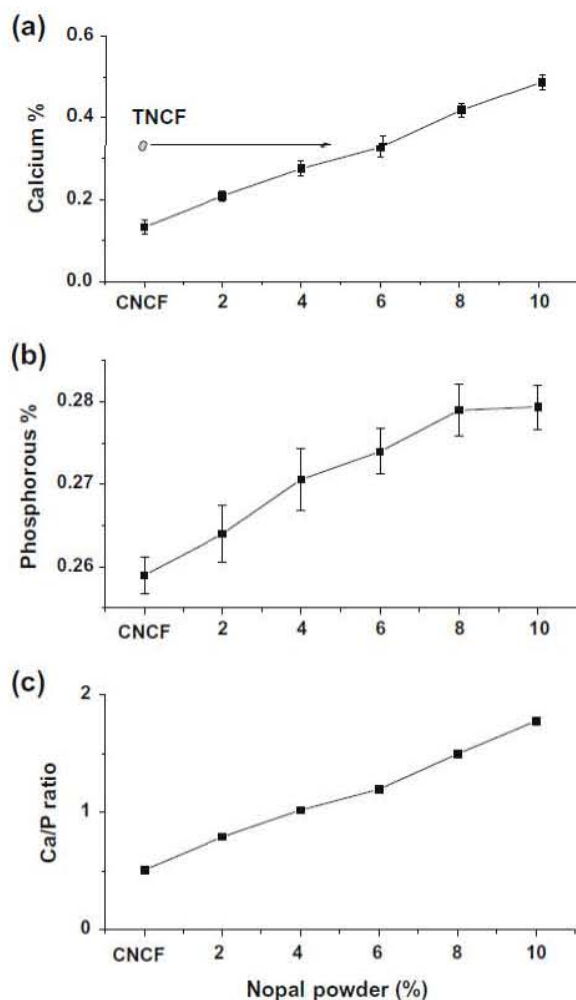 (a)
Calcium %
0.6
0.4
0.2
0.0
TNCF
CNCF 2 4 6 8 10
(b)
Phosphorous %
0.28
0.27
0.26
CNCF 2 4 6 8 10
(c)
Ca/P ratio
2
1
0
CNCF 2 4 6 8 10
Nopal powder (%)